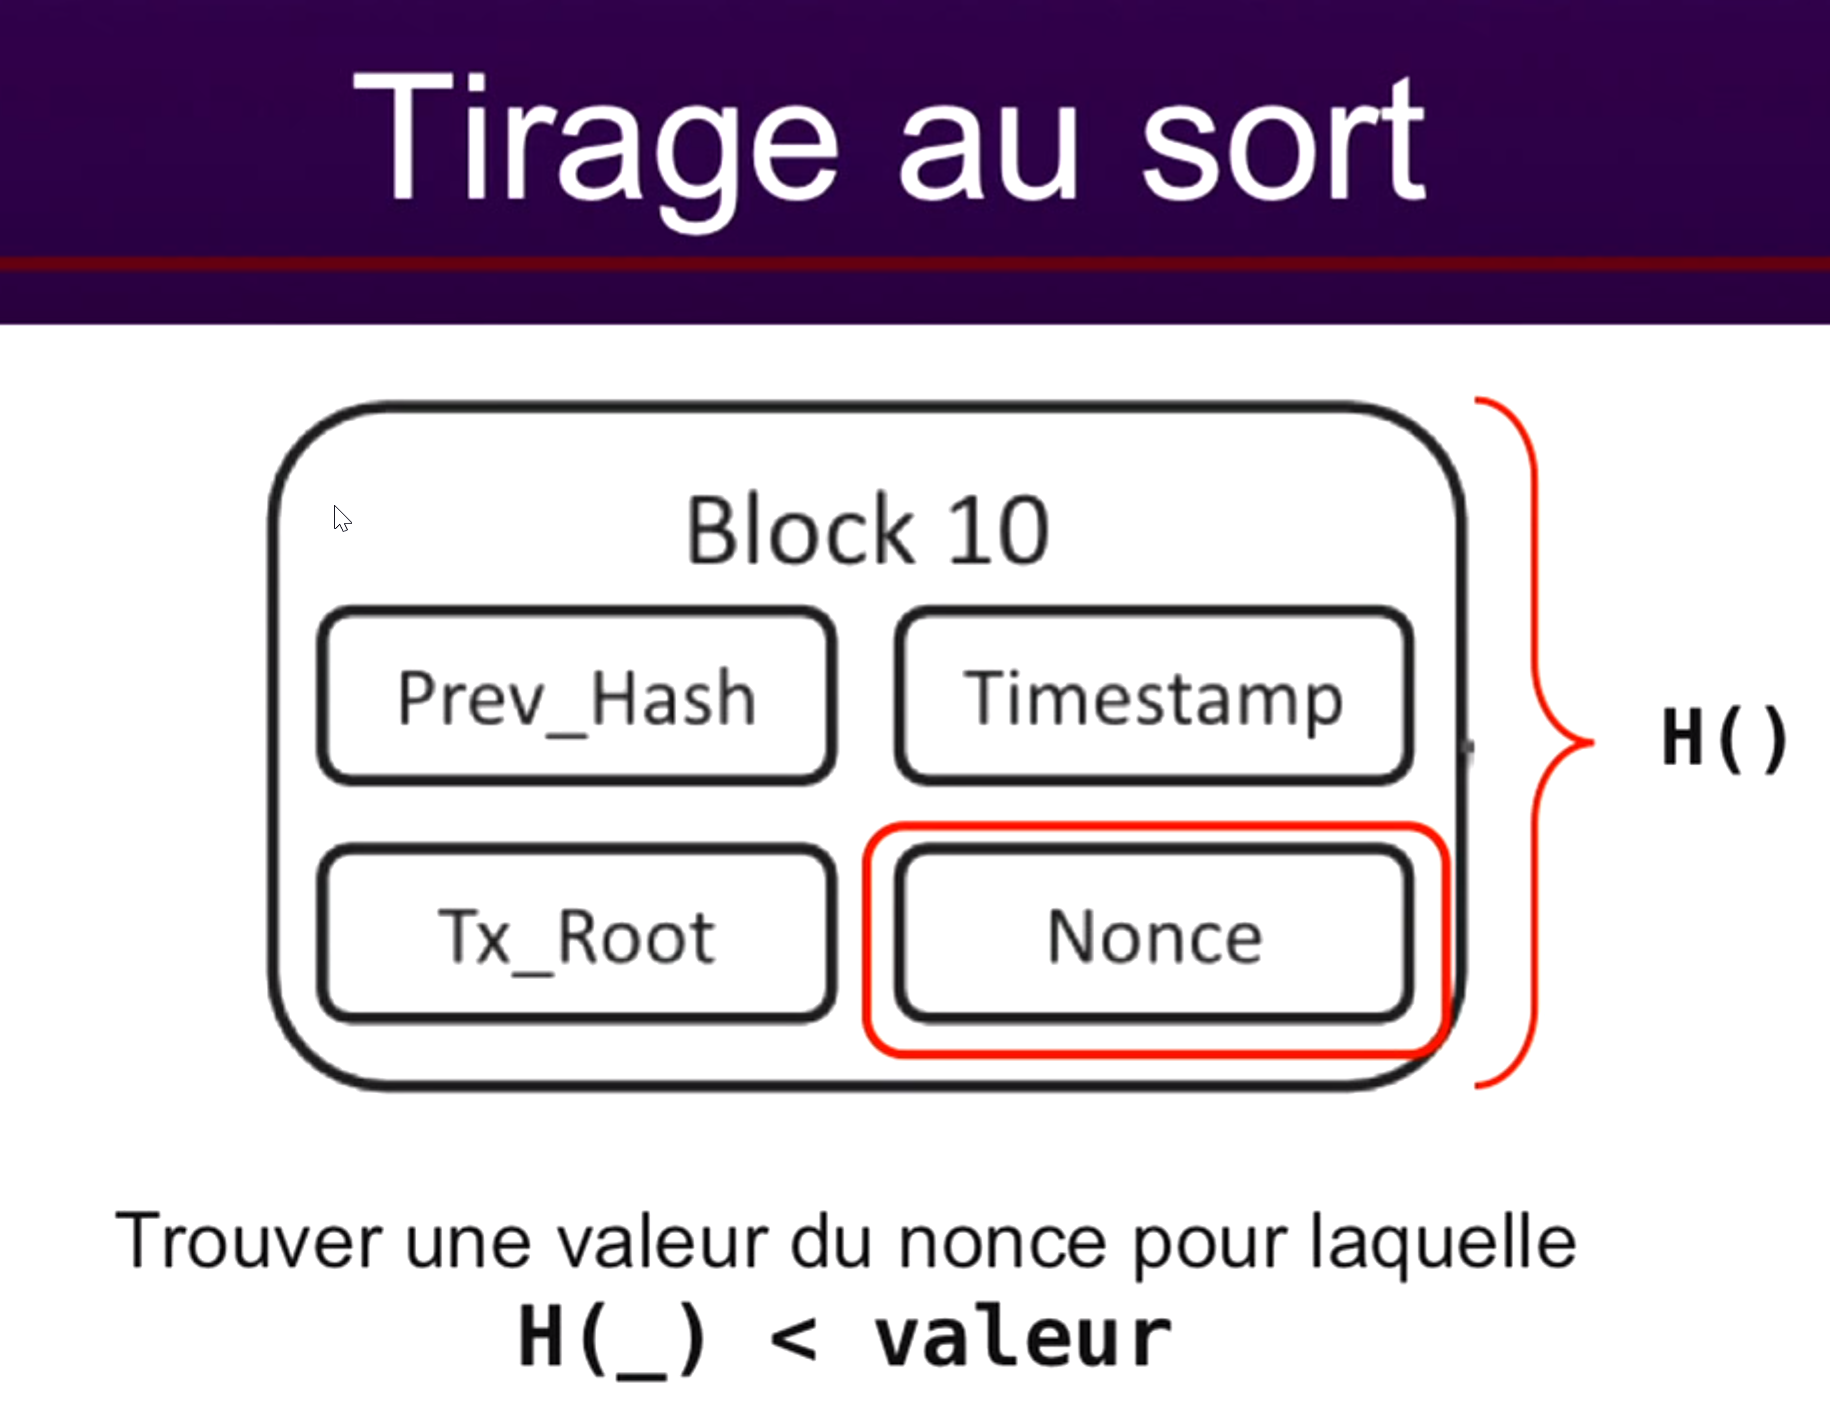 Tirage au sort
Block 10
Prev_Hash
Timestamp
H()
Tx_Root
Nonce
Trouver une valeur du nonce pour laquelle
H(_) < valeur